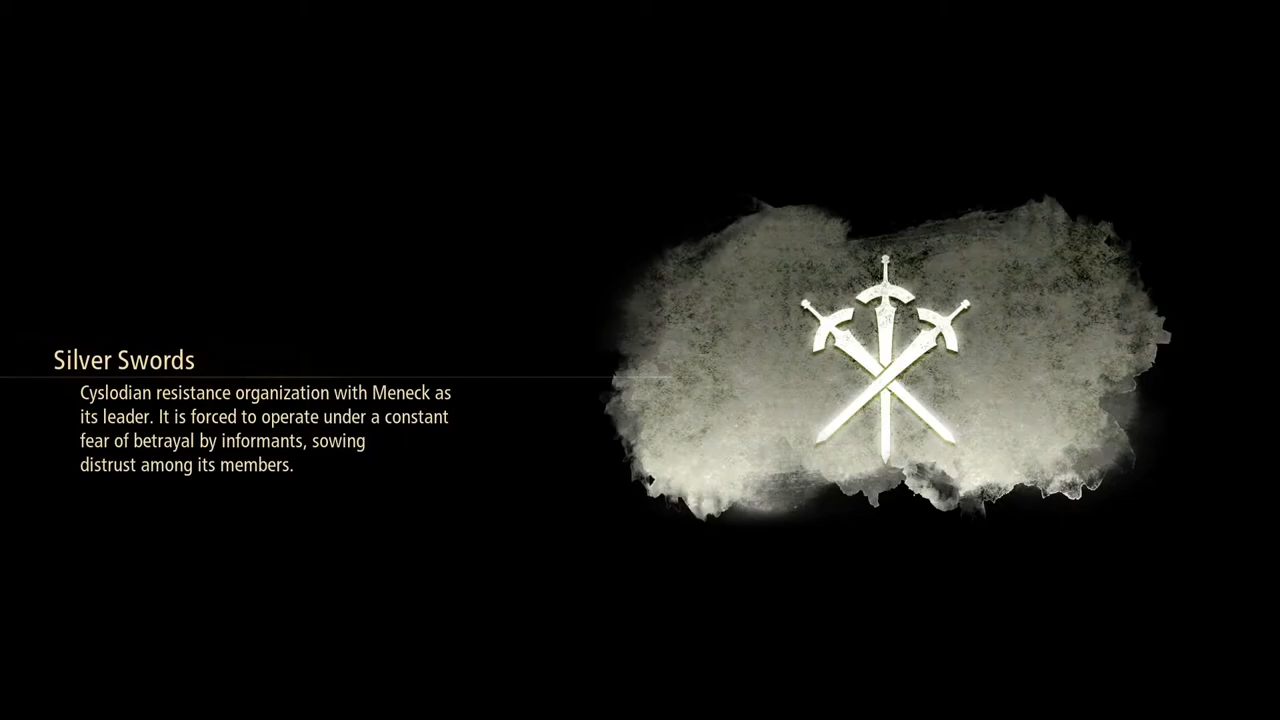 Silver Swords
Cyslodian resistance organization with Meneck as
its leader. It is forced to operate under a constant
fear of betrayal by informants, sowing
distrust among its members.